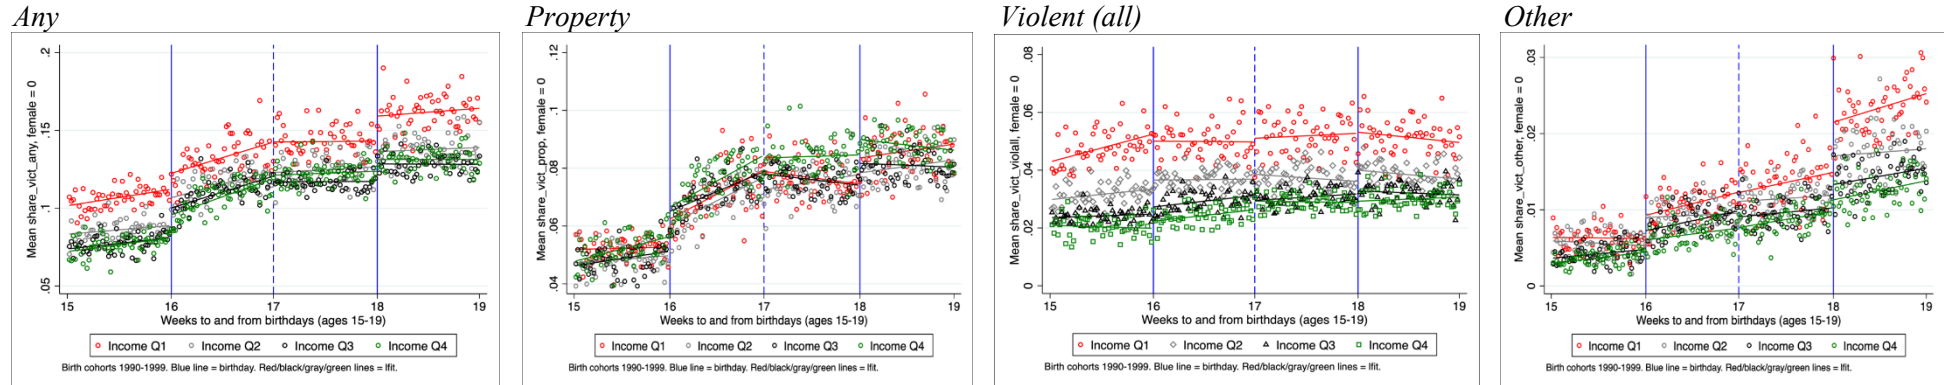 Any
Mean share_vict_any, female = 0
.2
.15
.1
.05
15 16 17 18 19
Weeks to and from birthdays (ages 15-19)
Income Q1 Income Q2 Income Q3 Income Q4
Birth cohorts 1990-1999. Blue line = birthday. Red/black/gray/green lines = lfit.
Property
Mean share_vict_prop, female = 0
.12
.1
.08
.06
.04
15 16 17 18 19
Weeks to and from birthdays (ages 15-19)
Income Q1 Income Q2 Income Q3 Income Q4
Birth cohorts 1990-1999. Blue line = birthday. Red/black/gray/green lines = lfit.
Violent (all)
Mean share_vict_violall, female = 0
.08
.06
.04
.02
0
15 16 17 18 19
Weeks to and from birthdays (ages 15-19)
Income Q1 Income Q2 Income Q3 Income Q4
Birth cohorts 1990-1999. Blue line = birthday. Red/black/gray/green lines = lfit.
Other
Mean share_vict_other, female = 0
.03
.02
.01
0
15 16 17 18 19
Weeks to and from birthdays (ages 15-19)
Income Q1 Income Q2 Income Q3 Income Q4
Birth cohorts 1990-1999. Blue line = birthday. Red/black/gray/green lines = lfit.